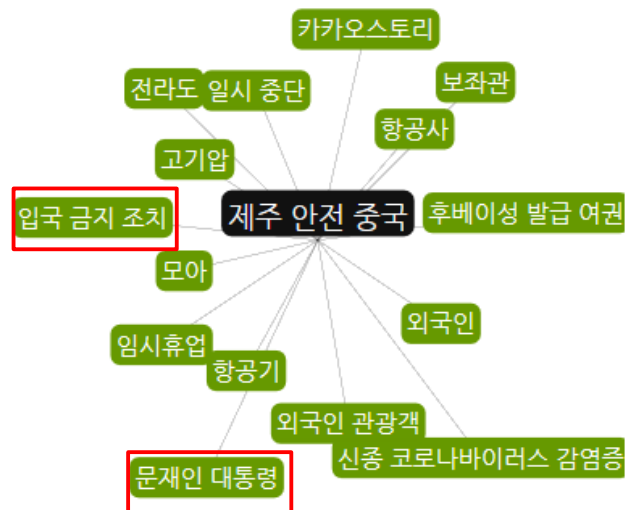 카카오스토리
보좌관
전라도
일시 중단
항공사
고기압
입국 금지 조치
제주 안전 중국
후베이성 발급 여권
모아
외국인
임시휴업
항공기
외국인 관광객
신종 코로나바이러스 감염증
문재인 대통령